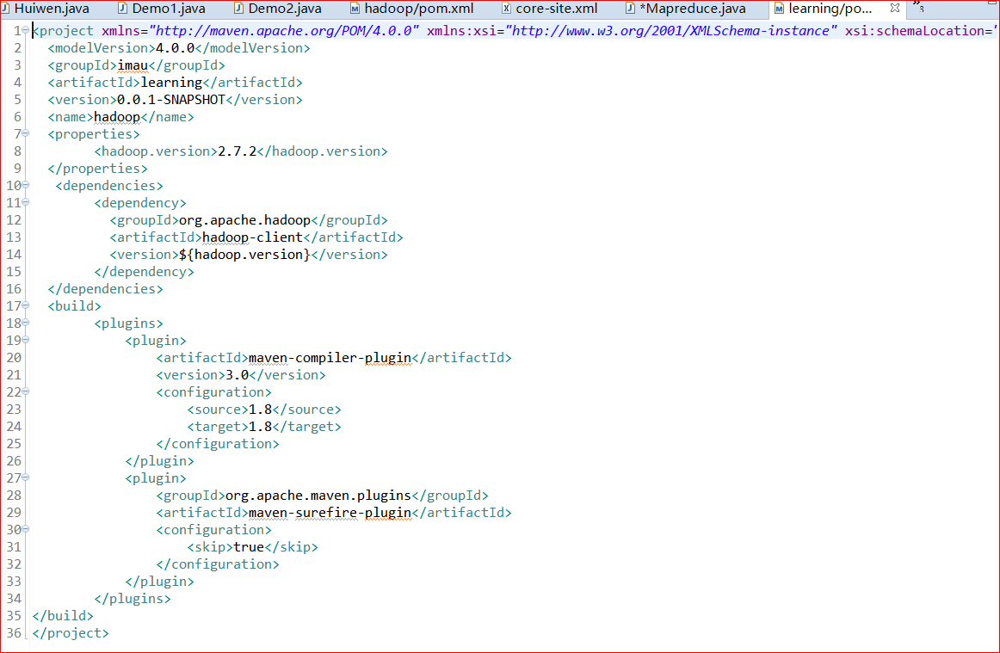 Huiwen.java Demo1.java Demo2.java hadoop/pom.xml core-site.xml *Mapreduce.java learning/po... »3
1 <project xmlns="http://maven.apache.org/POM/4.0.0" xmlns:xsi="http://www.w3.org/2001/XMLSchema-instance" xsi:schemaLocation="
2 <modelVersion>4.0.0</modelVersion>
3 <groupId>imau</groupId>
4 <artifactId>learning</artifactId>
5 <version>0.0.1-SNAPSHOT</version>
6 <name>hadoop</name>
7 <properties>
8 <hadoop.version>2.7.2</hadoop.version>
9 </properties>
10 <dependencies>
11 <dependency>
12 <groupId>org.apache.hadoop</groupId>
13 <artifactId>hadoop-client</artifactId>
14 <version>${hadoop.version}</version>
15 </dependency>
16 </dependencies>
17 <build>
18 <plugins>
19 <plugin>
20 <artifactId>maven-compiler-plugin</artifactId>
21 <version>3.0</version>
22 <configuration>
23 <source>1.8</source>
24 <target>1.8</target>
25 </configuration>
26 </plugin>
27 <plugin>
28 <groupId>org.apache.maven.plugins</groupId>
29 <artifactId>maven-surefire-plugin</artifactId>
30 <configuration>
31 <skip>true</skip>
32 </configuration>
33 </plugin>
34 </plugins>
35 </build>
36 </project>